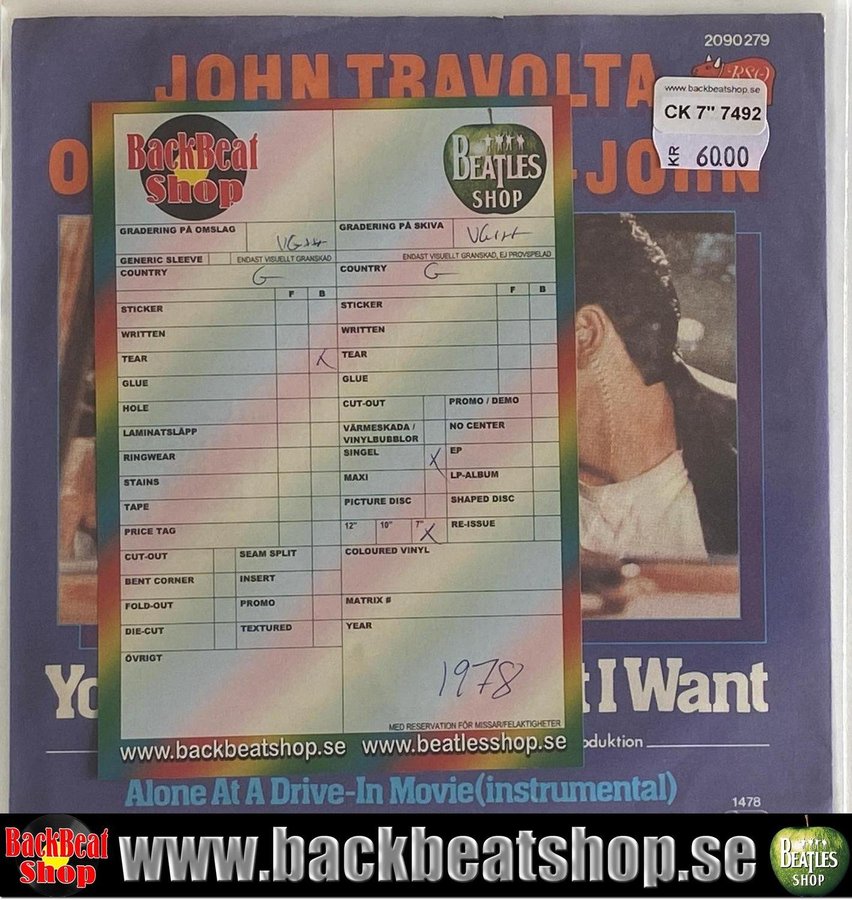 2090279
JOHN TRAVOLTA
RSO
www.backbeatshop.se
CK 7" 7492
KR 60.00
O -JOHN
BackBeat
Shop
BEATLES
SHOP
GRADERING PÅ OMSLAG VG++ GRADERING PÅ SKIVA VG++
GENERIC SLEEVE ENDAST VISUELLT GRANSKAD ENDAST VISUELLT GRANSKAD, EJ PROVSPELAD
COUNTRY G COUNTRY G
F B F B
STICKER STICKER
WRITTEN WRITTEN
TEAR X TEAR
GLUE GLUE
HOLE CUT-OUT PROMO / DEMO
LAMINATSLÄPP VÄRMESKADA / NO CENTER
VINYLBUBBLOR
RINGWEAR SINGEL X EP
STAINS MAXI LP-ALBUM
TAPE PICTURE DISC SHAPED DISC
PRICE TAG 12" 10" 7" X RE-ISSUE
CUT-OUT SEAM SPLIT COLOURED VINYL
BENT CORNER INSERT
FOLD-OUT PROMO MATRIX #
DIE-CUT TEXTURED YEAR
ÖVRIGT
1978
MED RESERVATION FÖR MISSAR/FELAKTIGHETER
www.backbeatshop.se www.beatlesshop.se
Yo t I Want
oduktion
Alone At A Drive-In Movie (instrumental)
1478
BackBeat
Shop
www.backbeatshop.se
BEATLES
SHOP